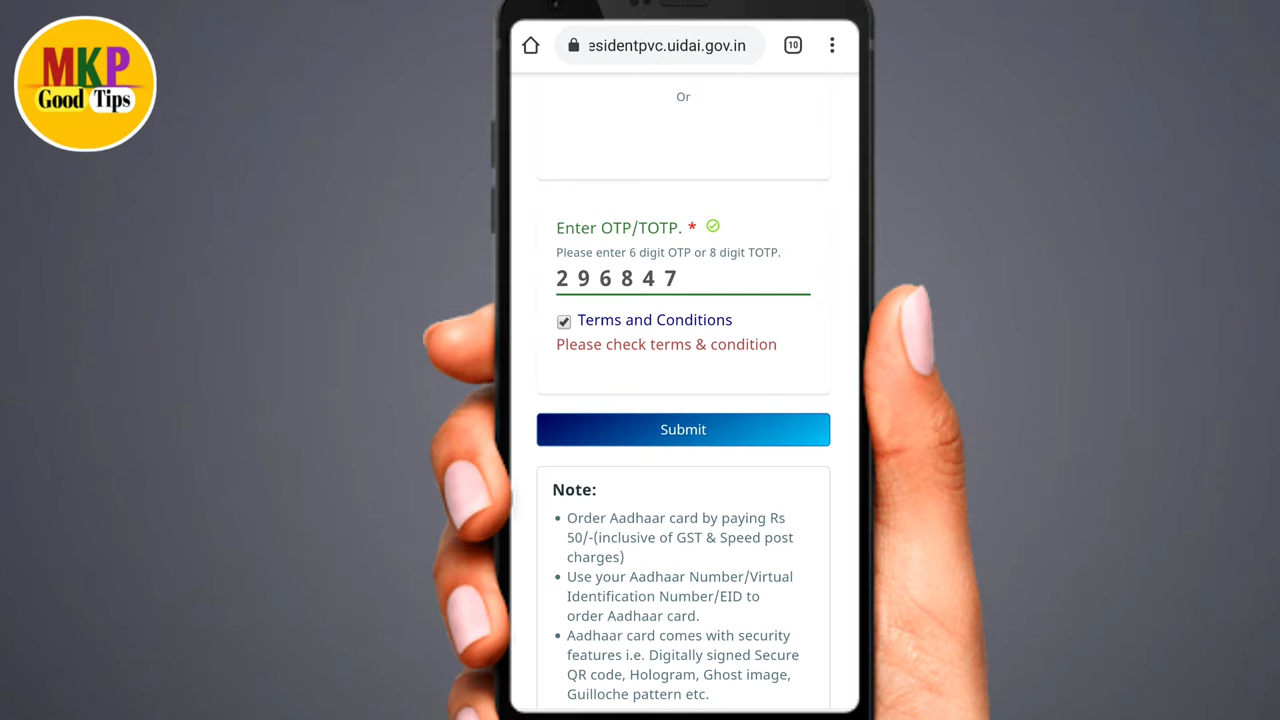 MKP
Good Tips
esidentpvc.uidai.gov.in
10
Or
Enter OTP/TOTP. *
Please enter 6 digit OTP or 8 digit TOTP.
2 9 6 8 4 7
Terms and Conditions
Please check terms & condition
Submit
Note:
• Order Aadhaar card by paying Rs
50/-(inclusive of GST & Speed post
charges)
• Use your Aadhaar Number/Virtual
Identification Number/EID to
order Aadhaar card.
• Aadhaar card comes with security
features i.e. Digitally signed Secure
QR code, Hologram, Ghost image,
Guilloche pattern etc.